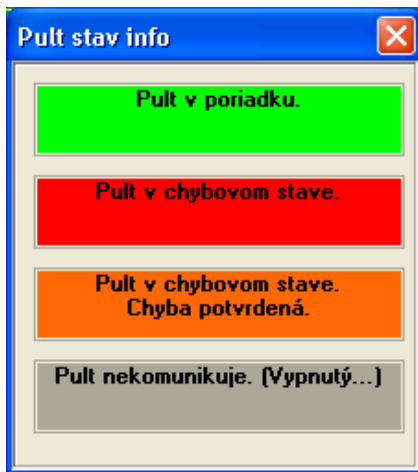 Pult stav info
Pult v poriadku.
Pult v chybovom stave.
Pult v chybovom stave.
Chyba potvrdená.
Pult nekomunikuje. (Vypnutý...)